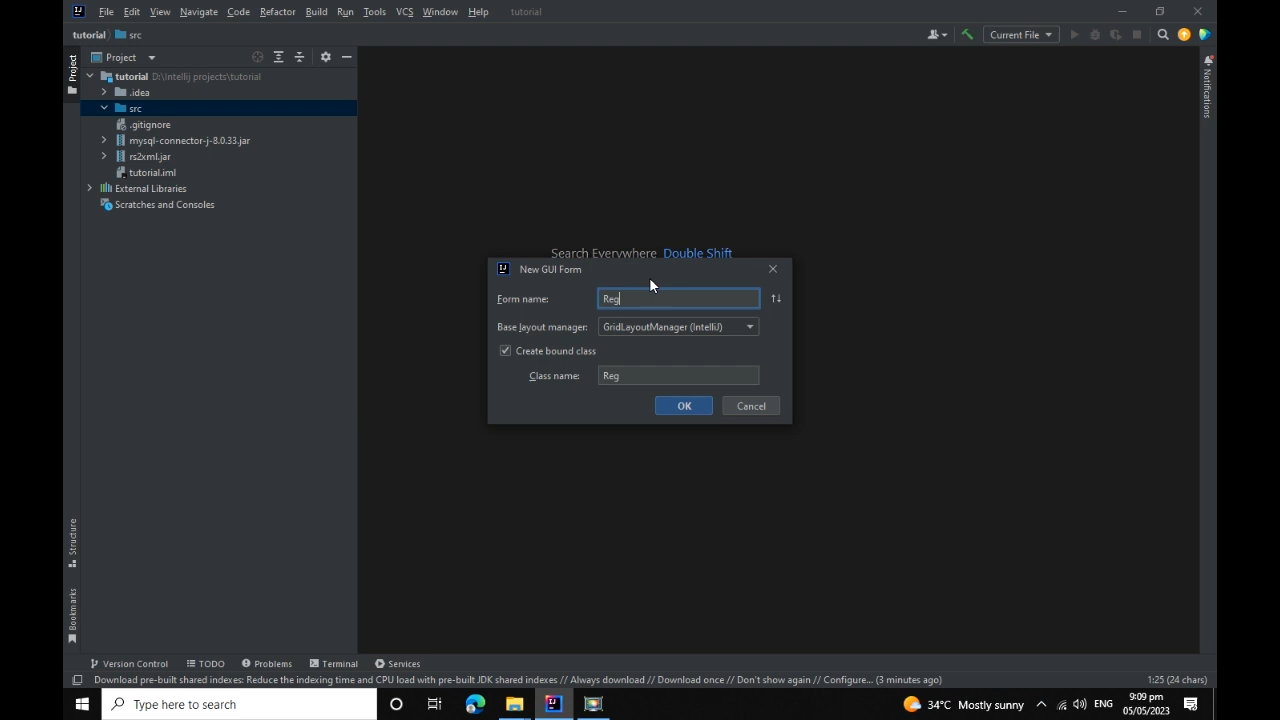 File Edit View Navigate Code Refactor Build Run Tools VCS Window Help tutorial
tutorial src
Current File
Project
Project
tutorial D:\Intellij projects\tutorial
.idea
src
.gitignore
mysql-connector-j-8.0.33.jar
rs2xml.jar
tutorial.iml
External Libraries
Scratches and Consoles
Notifications
Search Everywhere Double Shift
New GUI Form
Form name: Reg
Base layout manager: GridLayoutManager (IntelliJ)
Create bound class
Class name: Reg
OK Cancel
Structure
Bookmarks
Version Control TODO Problems Terminal Services
Download pre-built shared indexes: Reduce the indexing time and CPU load with pre-built JDK shared indexes // Always download // Download once // Don't show again // Configure... (3 minutes ago) 1:25 (24 chars)
Type here to search
34°C Mostly sunny ENG
9:09 pm
05/05/2023